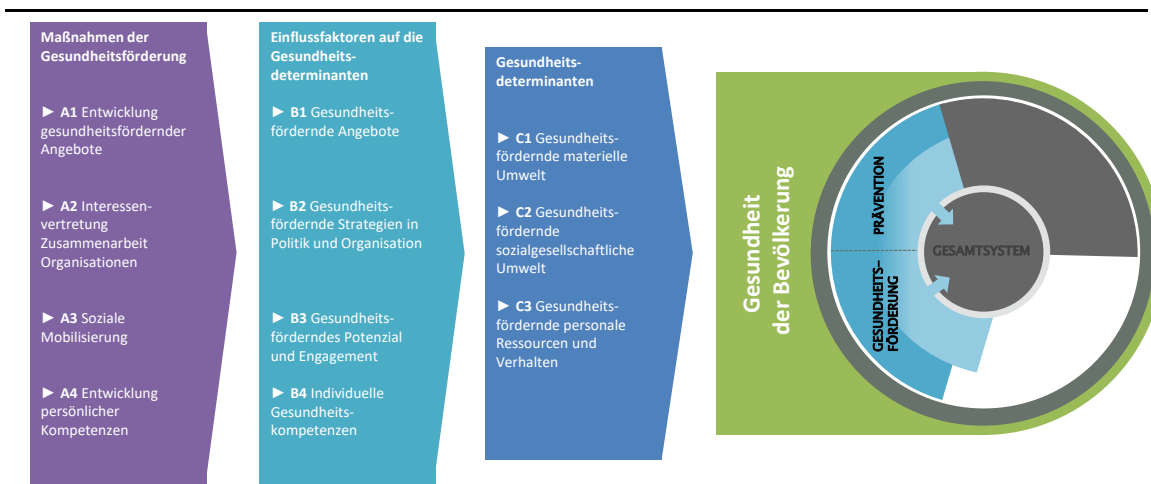 Maßnahmen der
Gesundheitsförderung
► A1 Entwicklung
gesundheitsfördernder
Angebote
► A2 Interessen-
vertretung
Zusammenarbeit
Organisationen
► A3 Soziale
Mobilisierung
► A4 Entwicklung
persönlicher
Kompetenzen
Einflussfaktoren auf die
Gesundheits-
determinanten
► B1 Gesundheits-
fördernde Angebote
► B2 Gesundheits-
fördernde Strategien in
Politik und Organisation
► B3 Gesundheits-
förderndes Potenzial
und Engagement
► B4 Individuelle
Gesundheits-
kompetenzen
Gesundheits-
determinanten
► C1 Gesundheits-
fördernde materielle
Umwelt
► C2 Gesundheits-
fördernde
sozialgesellschaftliche
Umwelt
► C3 Gesundheits-
fördernde personale
Ressourcen und
Verhalten
Gesundheit
der Bevölkerung
PRÄVENTION
GESUNDHEITS–
FÖRDERUNG
GESAMTSYSTEM